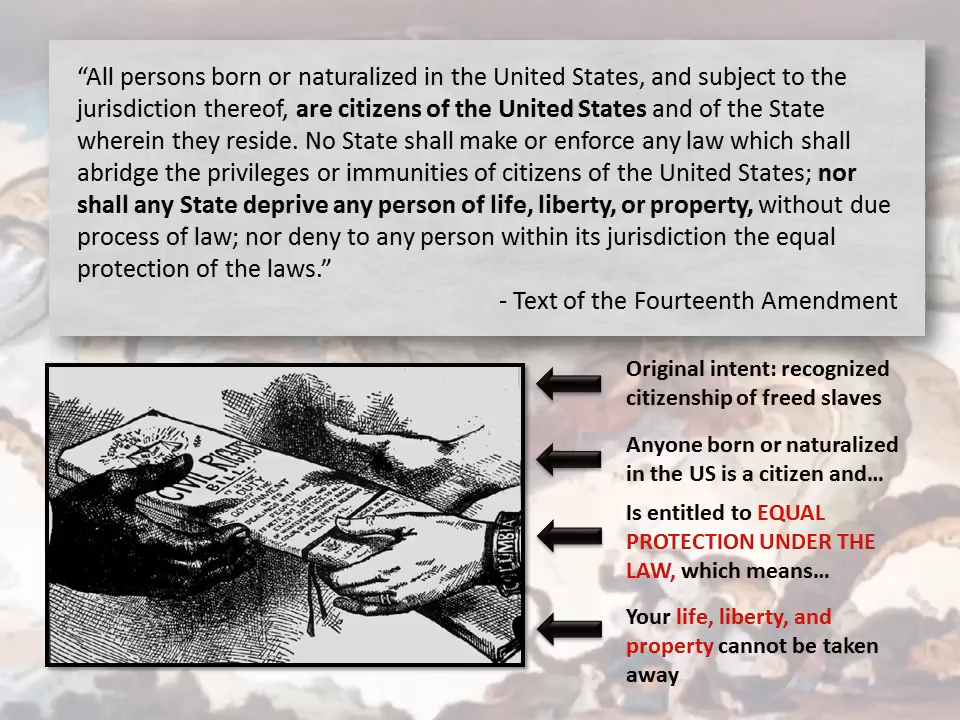 “All persons born or naturalized in the United States, and subject to the
jurisdiction thereof, are citizens of the United States and of the State
wherein they reside. No State shall make or enforce any law which shall
abridge the privileges or immunities of citizens of the United States; nor
shall any State deprive any person of life, liberty, or property, without due
process of law; nor deny to any person within its jurisdiction the equal
protection of the laws.”
- Text of the Fourteenth Amendment
CIVIL RIGHTS
BILL
DUTY
GOVERNMENT
Original intent: recognized
citizenship of freed slaves
Anyone born or naturalized
in the US is a citizen and…
Is entitled to EQUAL
PROTECTION UNDER THE
LAW, which means…
Your life, liberty, and
property cannot be taken
away